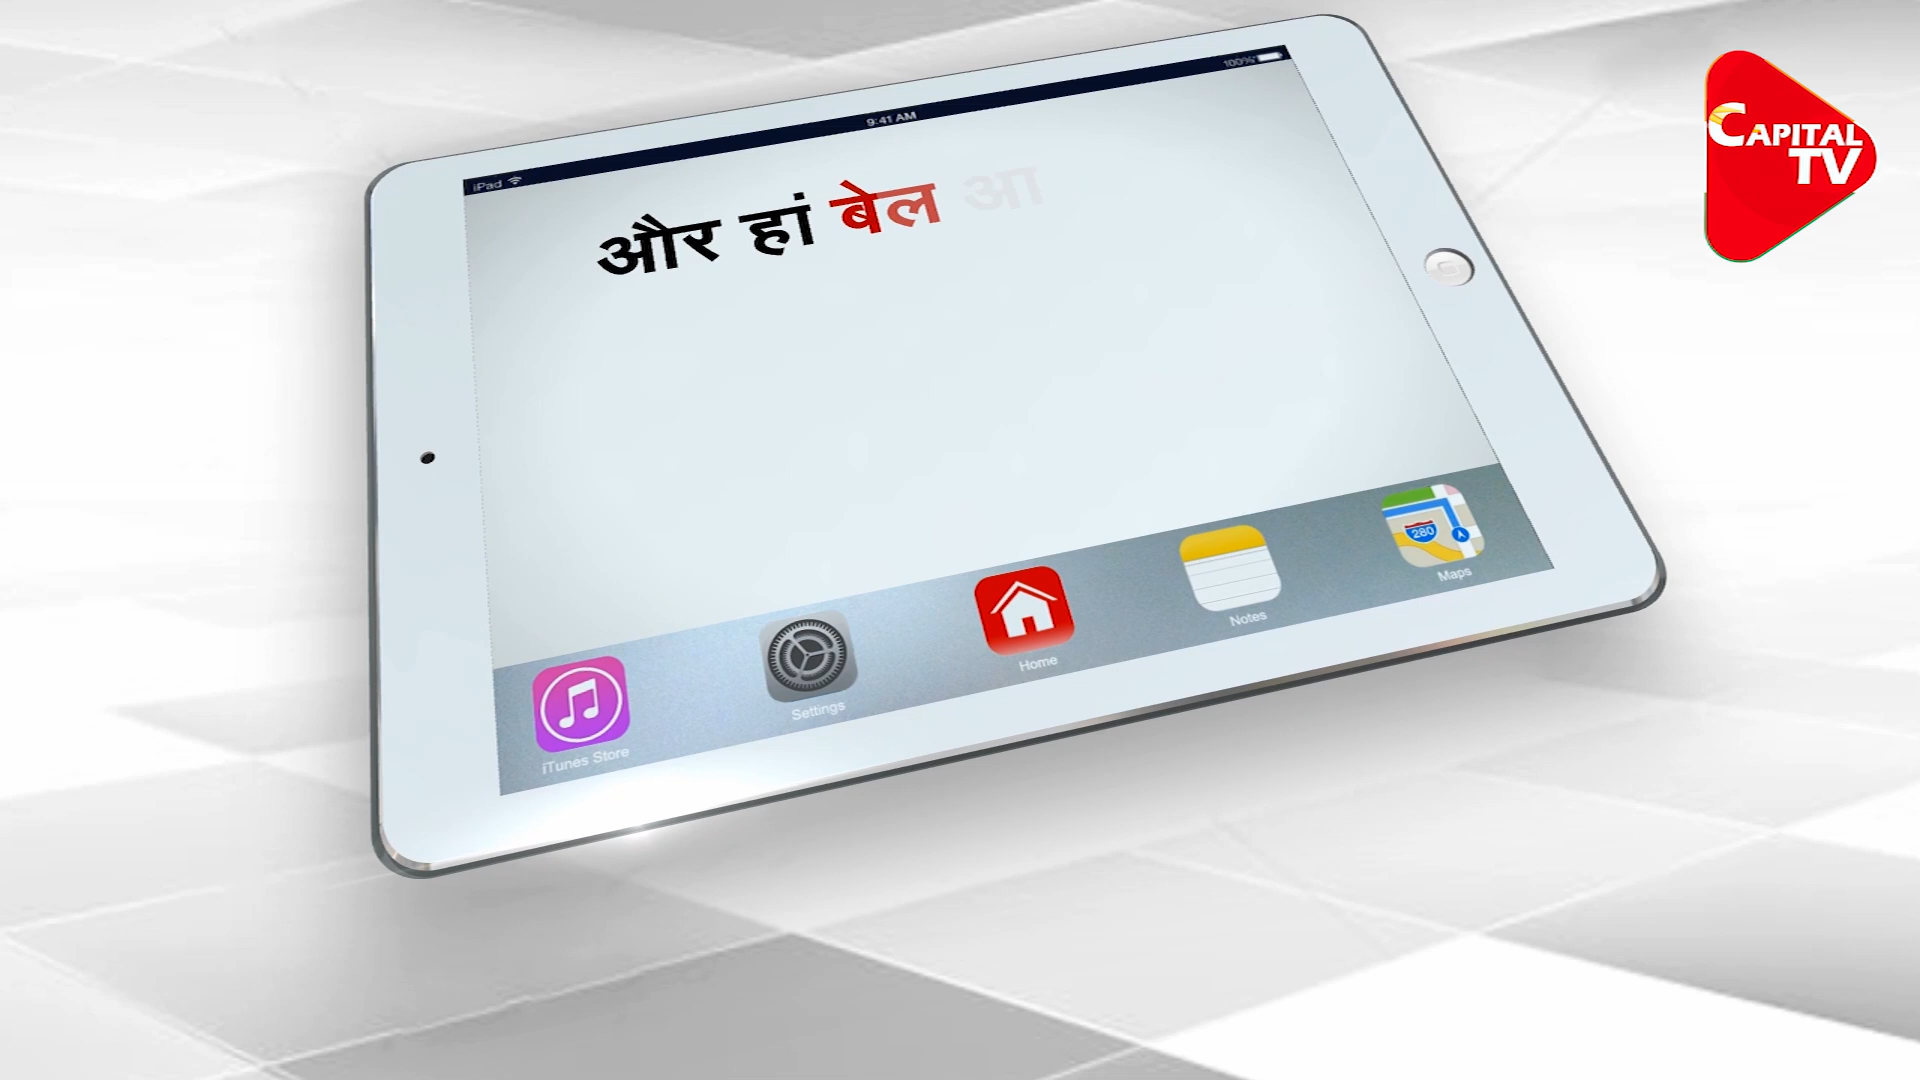 iPad
9:41 AM
100%
और हां बेल आ
iTunes Store
Settings
Home
Notes
280
Maps
CAPITAL
TV